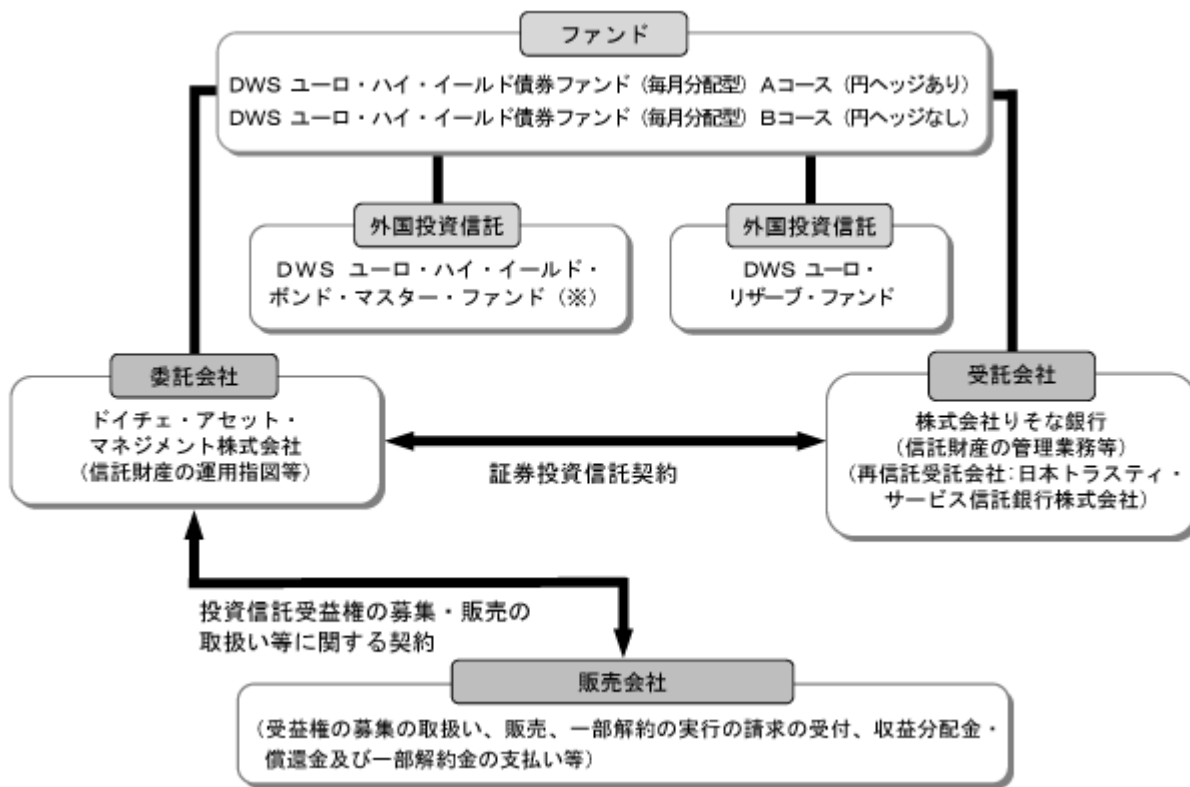 ファンド
DWS ユーロ・ハイ・イールド債券ファンド（毎月分配型）Aコース（円ヘッジあり）
DWS ユーロ・ハイ・イールド債券ファンド（毎月分配型）Bコース（円ヘッジなし）
外国投資信託
DWS ユーロ・ハイ・イールド・
ボンド・マスター・ファンド（※）
外国投資信託
DWS ユーロ・
リザーブ・ファンド
委託会社
ドイチェ・アセット・
マネジメント株式会社
（信託財産の運用指図等）
証券投資信託契約
受託会社
株式会社りそな銀行
（信託財産の管理業務等）
（再信託受託会社：日本トラスティ・
サービス信託銀行株式会社）
投資信託受益権の募集・販売の
取扱い等に関する契約
販売会社
（受益権の募集の取扱い、販売、一部解約の実行の請求の受付、収益分配金・
償還金及び一部解約金の支払い等）